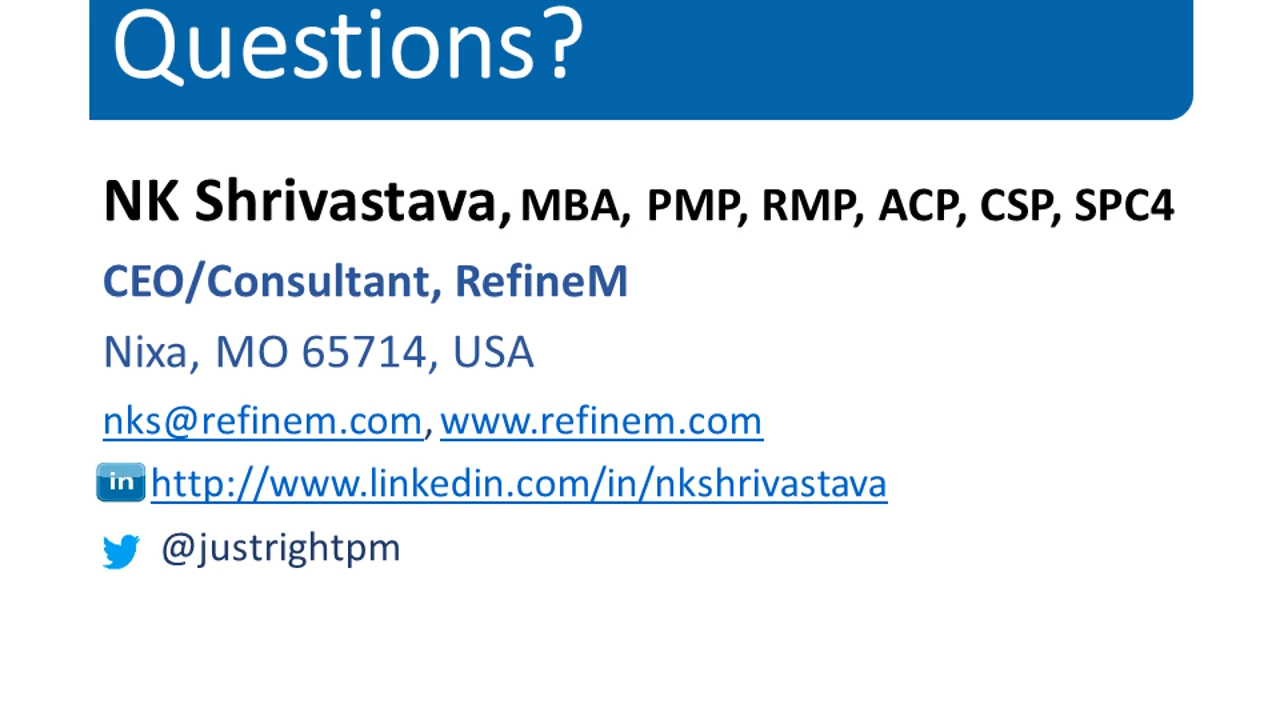 Questions?
NK Shrivastava, MBA, PMP, RMP, ACP, CSP, SPC4
CEO/Consultant, RefineM
Nixa, MO 65714, USA
nks@refinem.com, www.refinem.com
in http://www.linkedin.com/in/nkshrivastava
@justrightpm